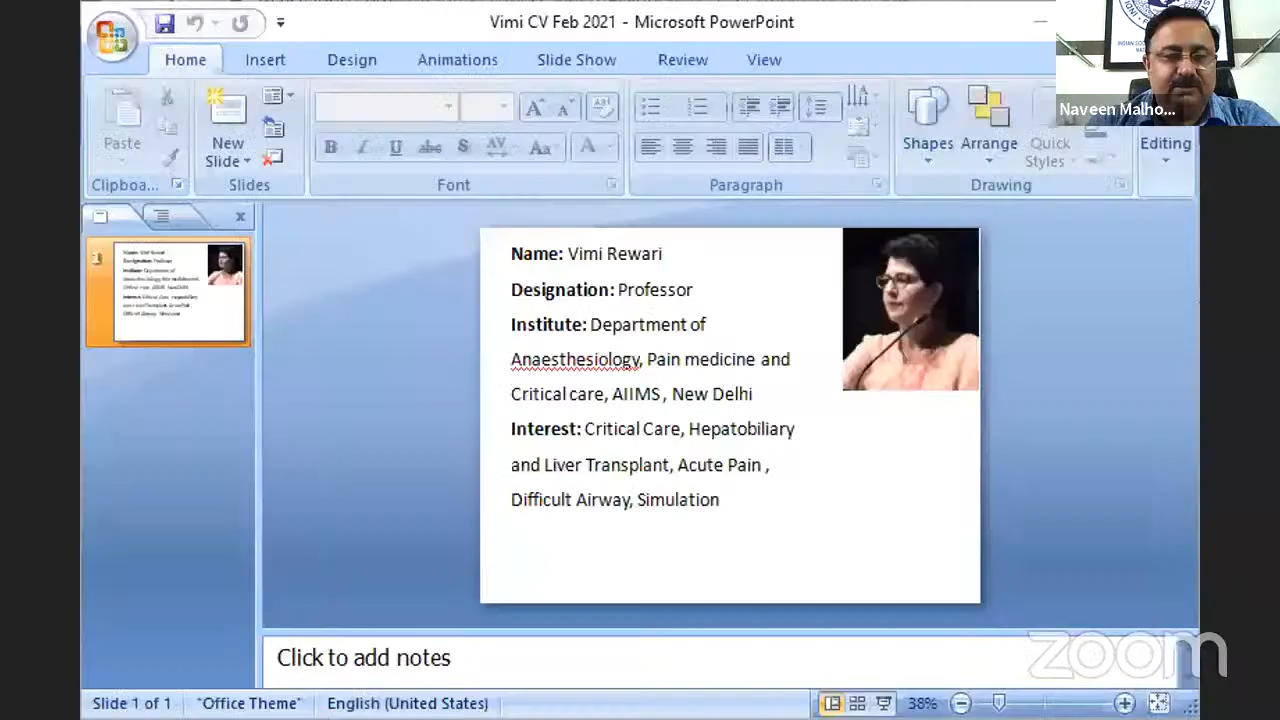 Vimi CV Feb 2021 - Microsoft PowerPoint
Home Insert Design Animations Slide Show Review View
Naveen Malho...
Paste
New
Slide
Shapes Arrange Quick
Styles
Editing
Clipboa... Slides Font Paragraph Drawing
Name: Vimi Rewari
Designation: Professor
Institute: Department of
Anaesthesiology, Pain medicine and
Critical care, AIIMS , New Delhi
Interest: Critical Care, Hepatobiliary
and Liver Transplant, Acute Pain ,
Difficult Airway, Simulation
Click to add notes
zoom
Slide 1 of 1 "Office Theme" English (United States) 38%